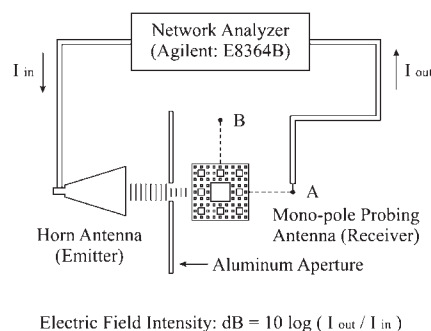 Network Analyzer
(Agilent: E8364B)
I in
I out
B
A
Horn Antenna
(Emitter)
Mono-pole Probing
Antenna (Receiver)
Aluminum Aperture
Electric Field Intensity: dB = 10 log ( I out / I in )